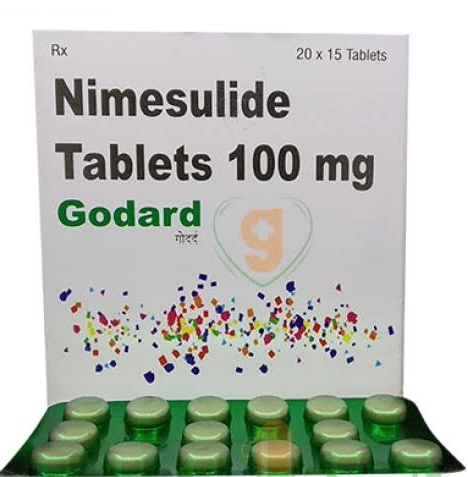 Rx
20 x 15 Tablets
Nimesulide
Tablets 100 mg
Godard
गोदर्द
g